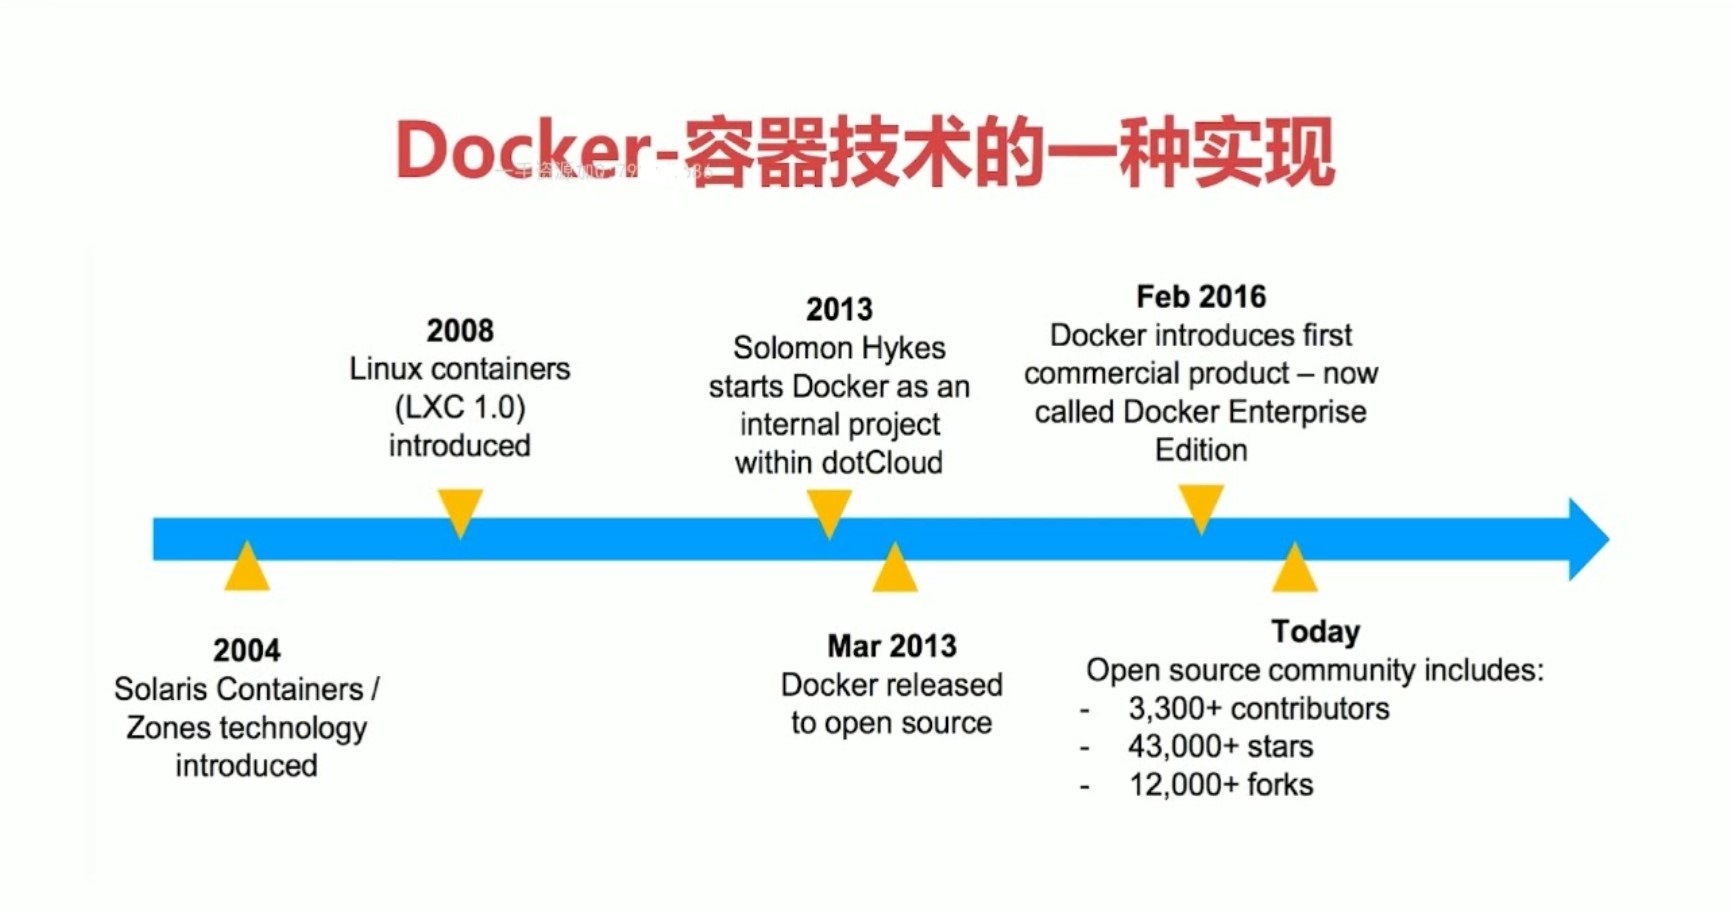 Docker-容器技术的一种实现
2008
Linux containers
(LXC 1.0)
introduced
2013
Solomon Hykes
starts Docker as an
internal project
within dotCloud
Feb 2016
Docker introduces first
commercial product – now
called Docker Enterprise
Edition
2004
Solaris Containers /
Zones technology
introduced
Mar 2013
Docker released
to open source
Today
Open source community includes:
- 3,300+ contributors
- 43,000+ stars
- 12,000+ forks